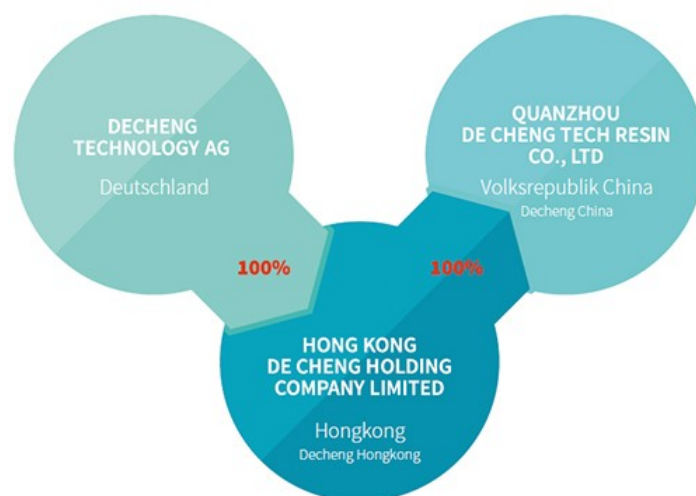 DECHENG
TECHNOLOGY AG
Deutschland
QUANZHOU
DE CHENG TECH RESIN
CO., LTD
Volksrepublik China
Decheng China
100%
100%
HONG KONG
DE CHENG HOLDING
COMPANY LIMITED
Hongkong
Decheng Hongkong